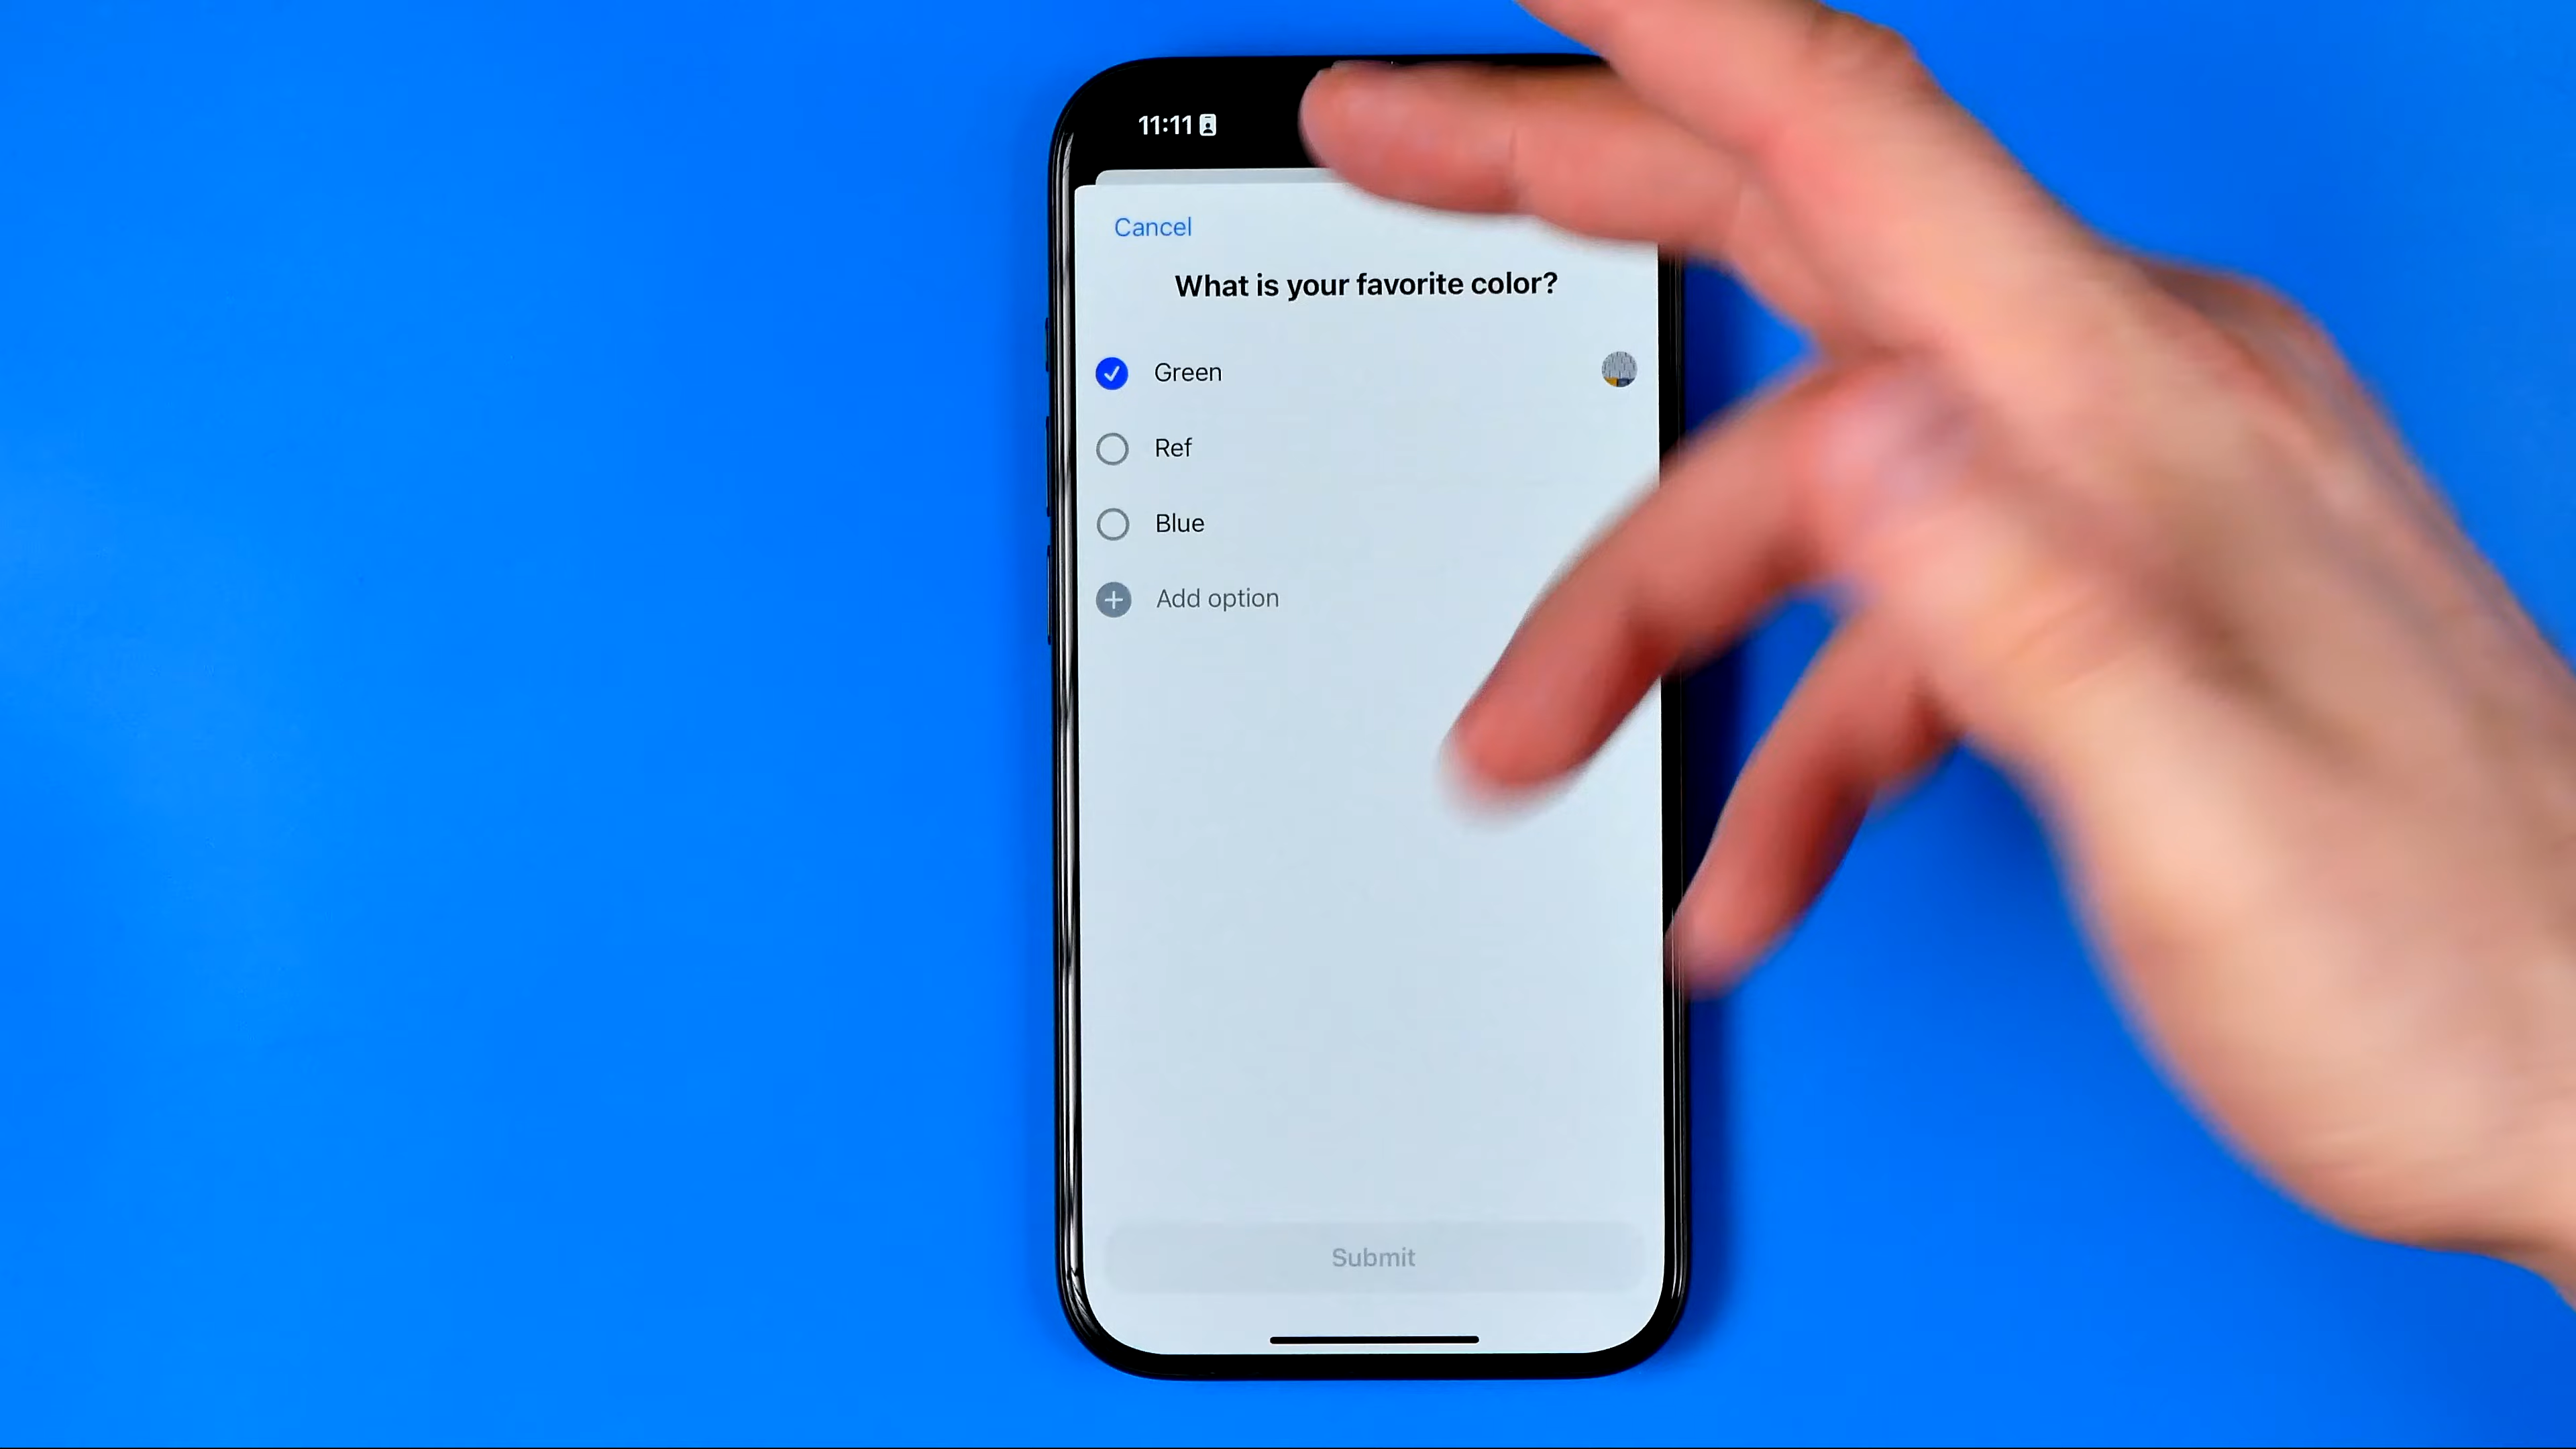 11:11
Cancel
What is your favorite color?
Green
Ref
Blue
Add option
Submit